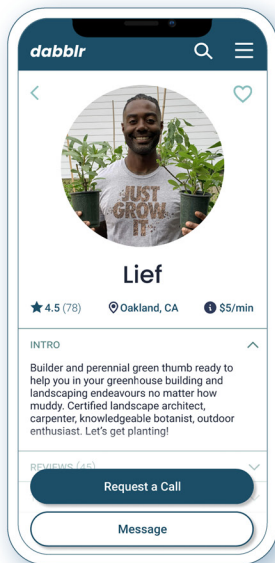 dabblr
JUST
GROW
IT
Lief
4.5 (78) Oakland, CA $5/min
INTRO
Builder and perennial green thumb ready to
help you in your greenhouse building and
landscaping endeavours no matter how
muddy. Certified landscape architect,
carpenter, knowledgeable botanist, outdoor
enthusiast. Let's get planting!
REVIEWS (45)
Request a Call
Message